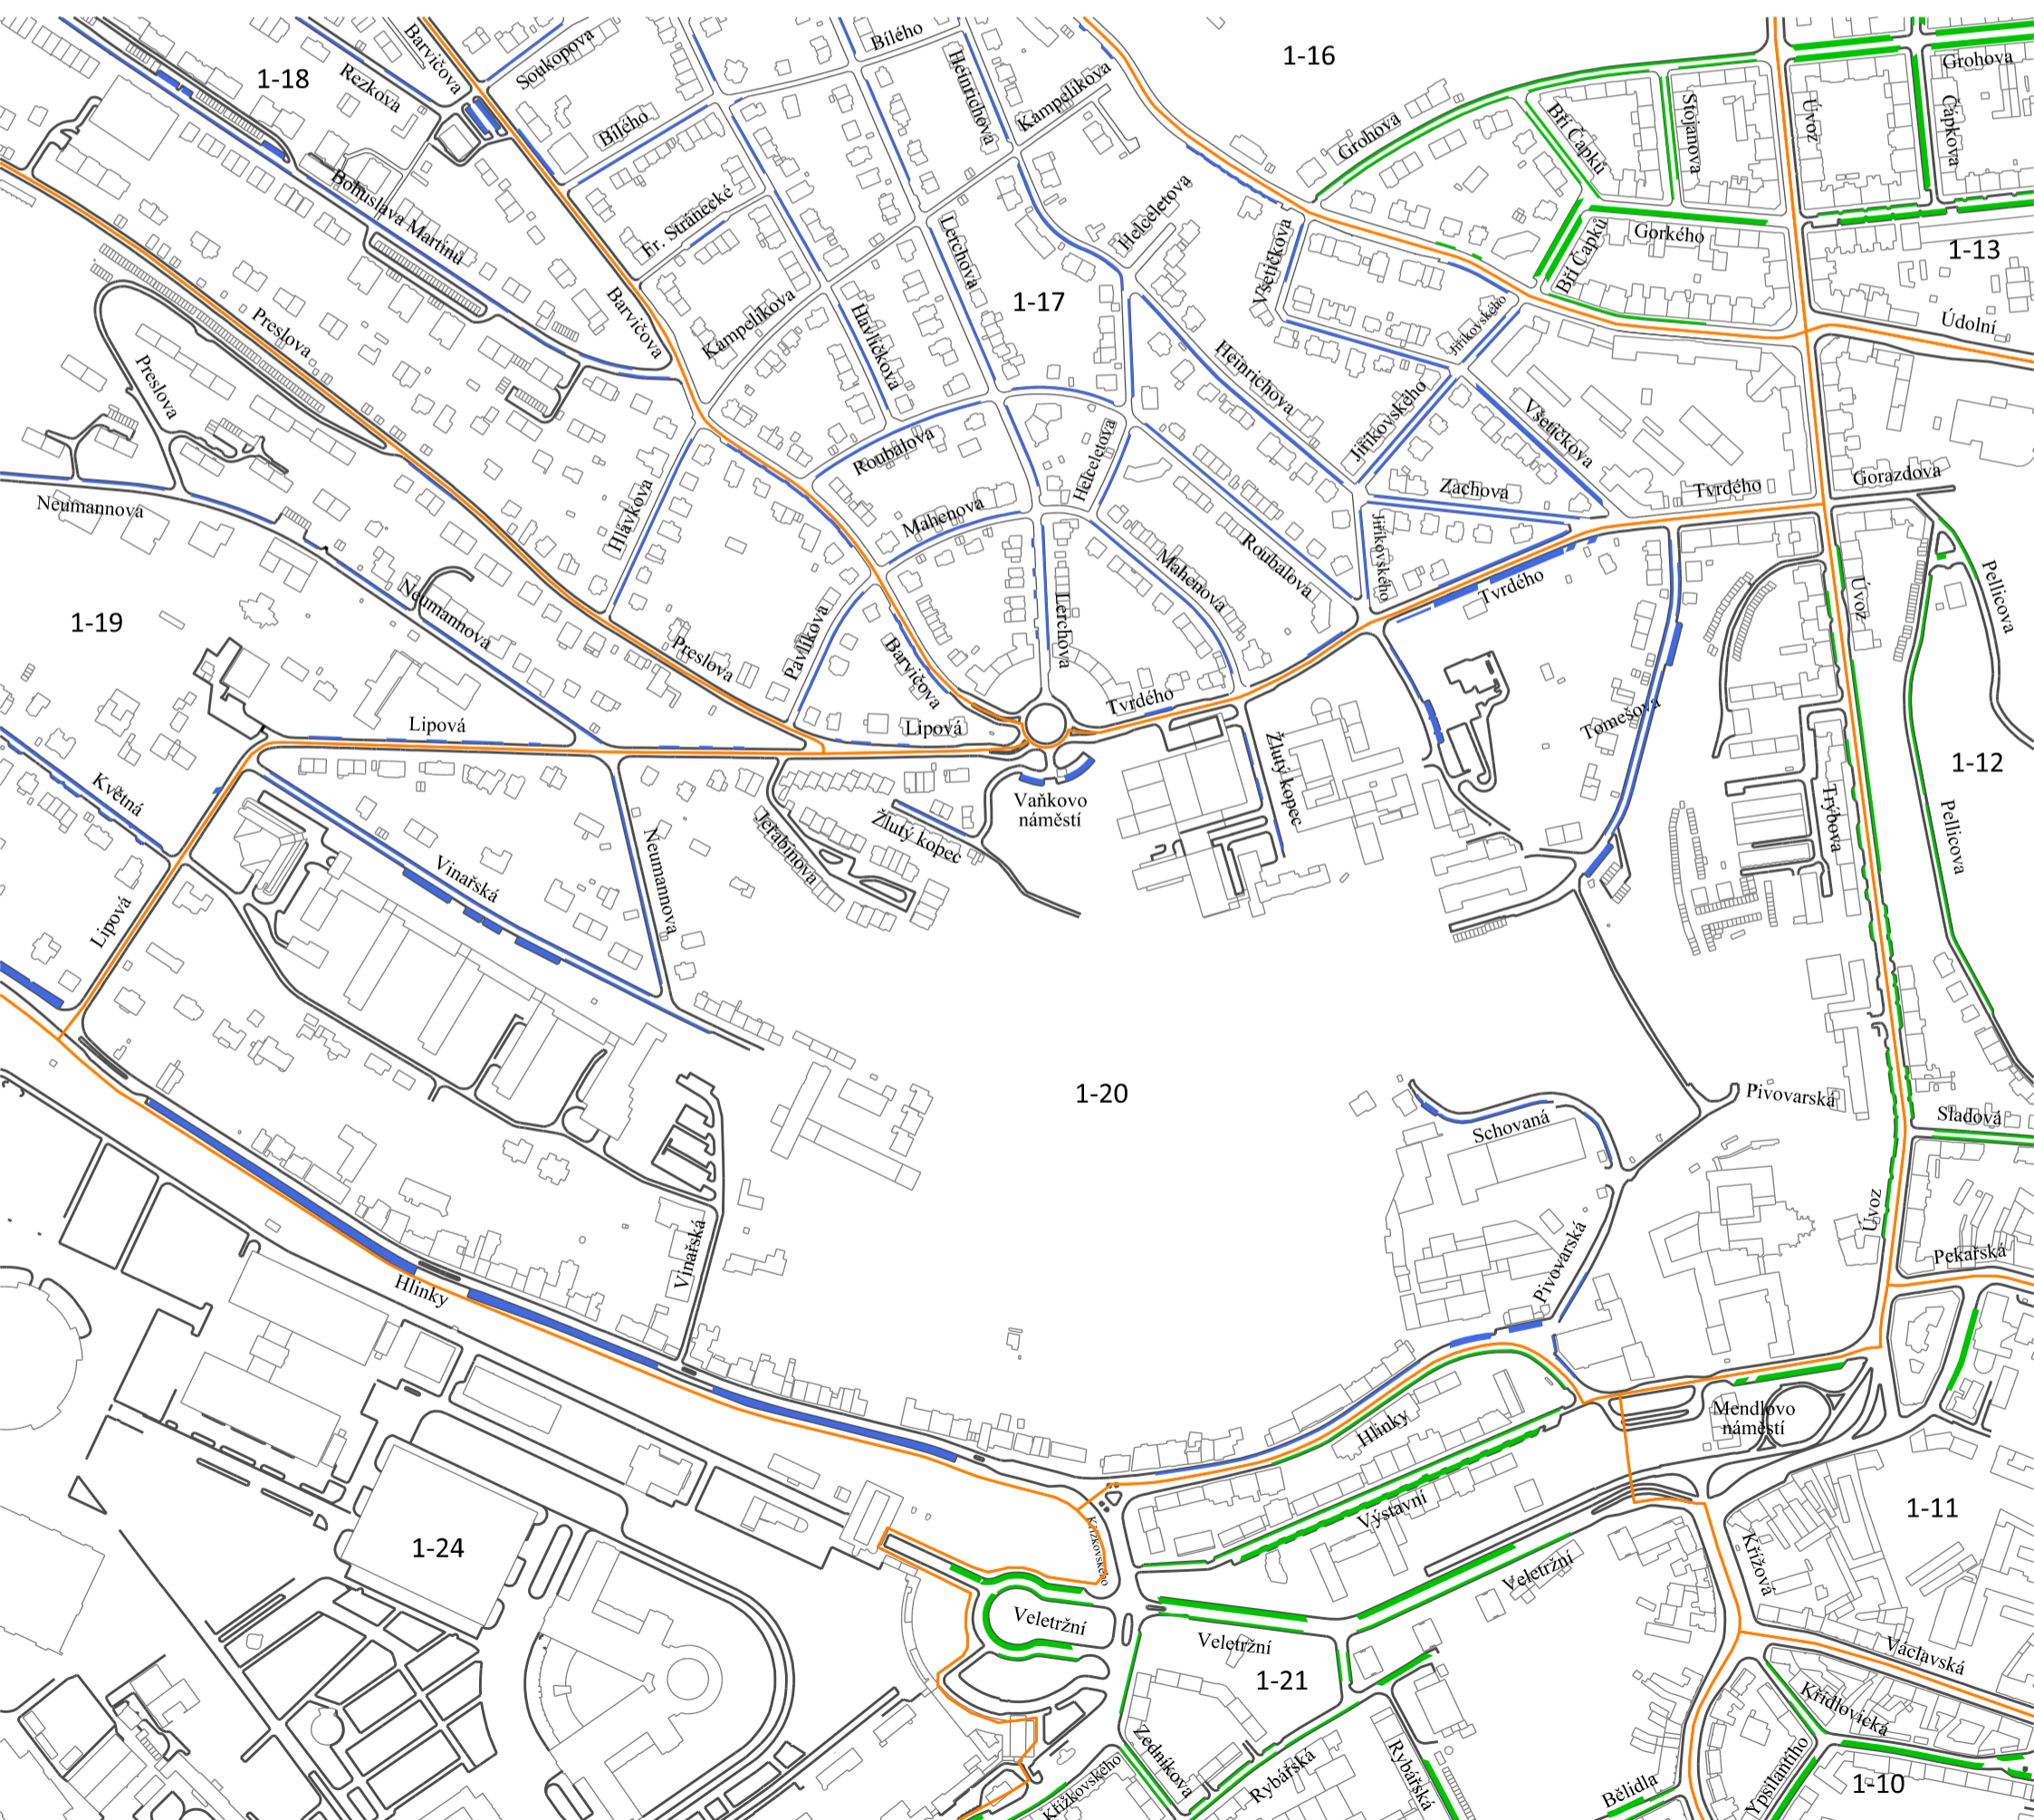 Barvičova
Soukopova
Bílého
Heinrichova
1-16
Grohova
1-18
Rezkova
Kampelíkova
Bílého
Grohova
Bří Čapků
Stojanova
Úvoz
Čápkova
Bohuslava Martinů
Fr. Stránecké
Lerchova
Helceletova
Všetičkova
Bří Čapků
Gorkého
1-13
Preslova
Barvičova
Kampelíkova
Havlíčkova
1-17
Jiříkovského
Údolní
Preslova
Heinrichova
Jiříkovského
Všetičkova
Roubalova
Helceletova
Zachova
Tvrdého
Gorazdova
Neumannova
Hlávkova
Mahenova
Jiříkovského
Roubalova
Mahenova
Tvrdého
Úvoz
Pellicova
1-19
Neumannova
Preslova
Pavlíkova
Barvičova
Lerchova
Lipová
Lipová
Tvrdého
Tomešova
Žlutý kopec
Květná
Vaňkovo
náměstí
1-12
Vinařská
Neumannova
Jeřabinova
Žlutý kopec
Trýbova
Pellicova
Lipová
1-20
Pivovarská
Schovaná
Sladová
Vinařská
Pivovarská
Úvoz
Pekařská
Hlinky
Hlinky
Mendlovo
náměstí
1-24
Křížkovského
Výstavní
Veletržní
Křížová
1-11
Veletržní
Veletržní
1-21
Václavská
Křídlovická
Křížkovského
Zedníkova
Rybářská
Rybářská
Bělidla
Ypsilantiho
1-10